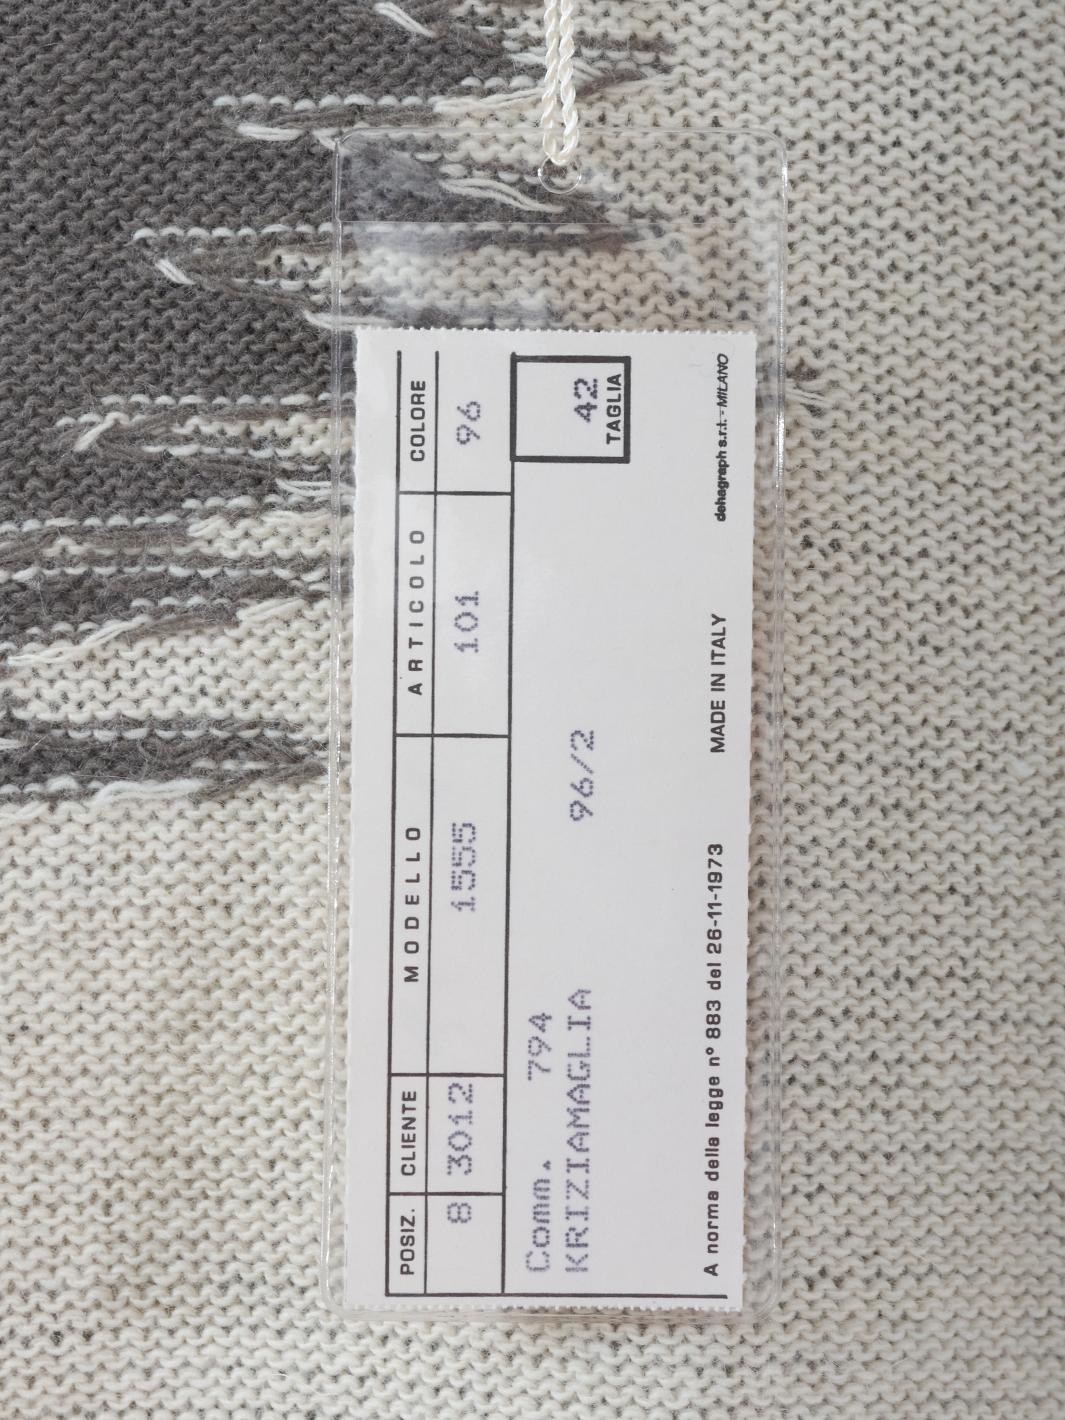 POSIZ. CLIENTE MODELLO ARTICOLO COLORE
8 3012 1555 101 96
Comm. 794
KRIZIAMAGLIA 96/2
42
TAGLIA
A norma della legge n° 883 del 26-11-1973 MADE IN ITALY dehagraph s.r.l. - MILANO